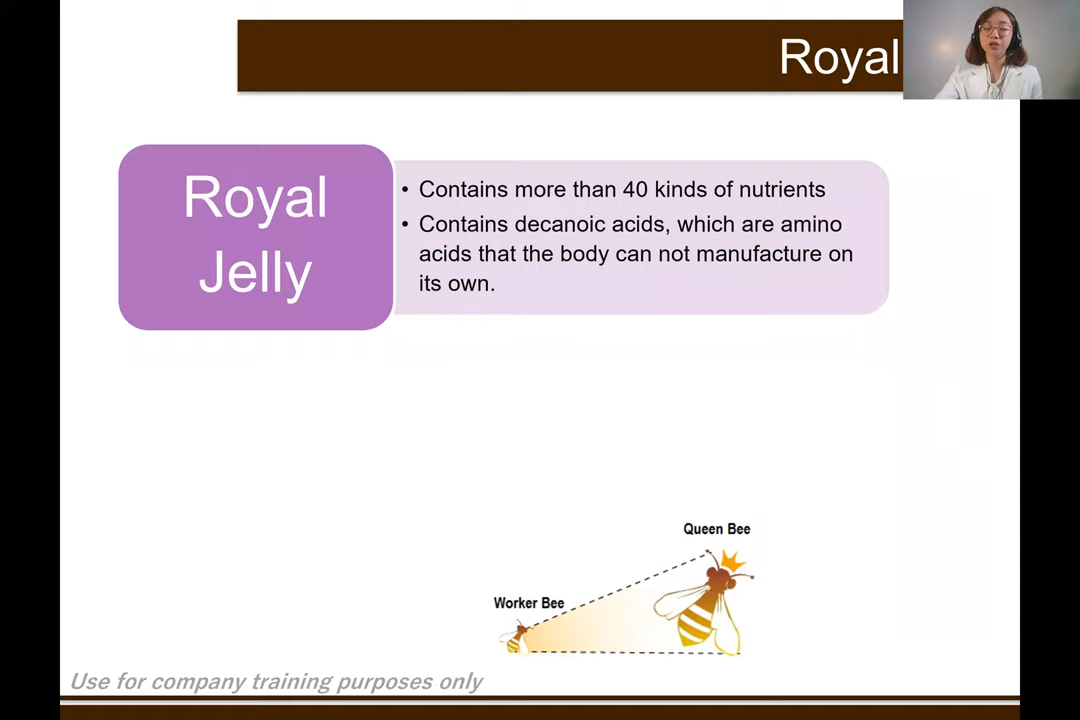 Royal
Royal
Jelly
• Contains more than 40 kinds of nutrients
• Contains decanoic acids, which are amino
acids that the body can not manufacture on
its own.
Queen Bee
Worker Bee
Use for company training purposes only